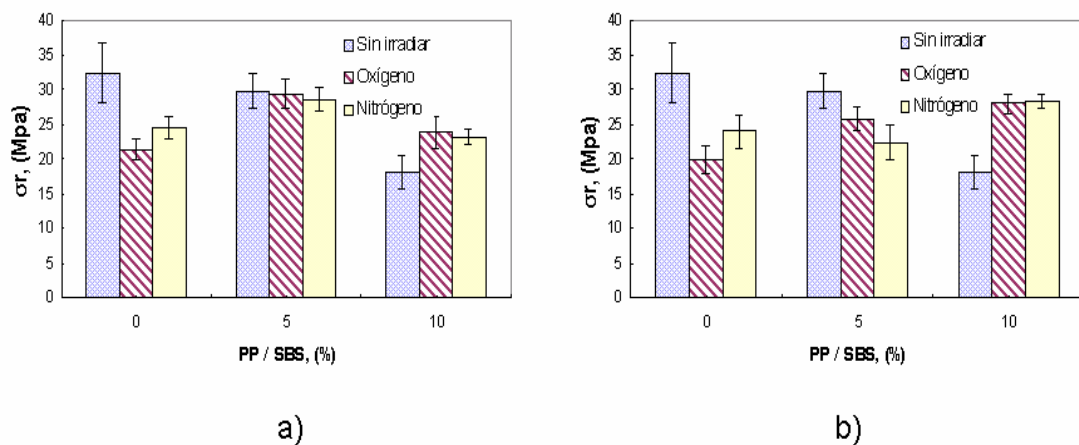 40
35
30
25
20
15
10
5
0
σr, (Mpa)
Sin irradiar
Oxígeno
Nitrógeno
0 5 10
PP / SBS, (%)
a)
40
35
30
25
20
15
10
5
0
σr, (Mpa)
Sin irradiar
Oxígeno
Nitrógeno
0 5 10
PP / SBS, (%)
b)